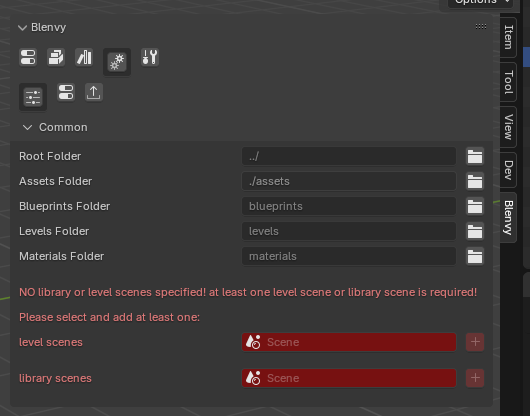 Options
Blenvy
Common
Root Folder ../
Assets Folder ./assets
Blueprints Folder blueprints
Levels Folder levels
Materials Folder materials
NO library or level scenes specified! at least one level scene or library scene is required!
Please select and add at least one:
level scenes Scene +
library scenes Scene +
Item
Tool
View
Dev
Blenvy